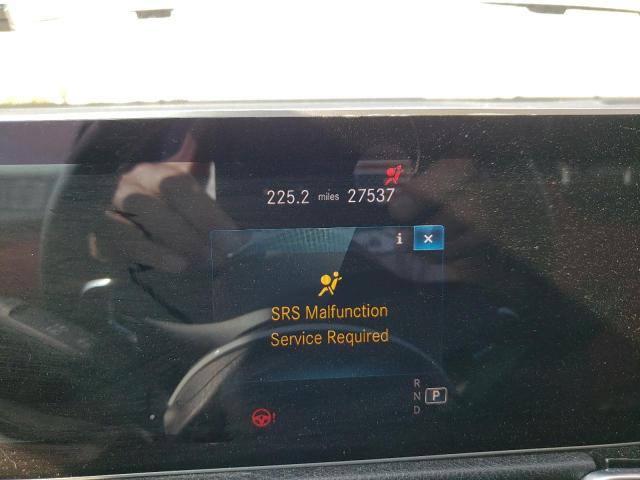 225.2 miles 27537
i ×
SRS Malfunction
Service Required
R
N P
D
!